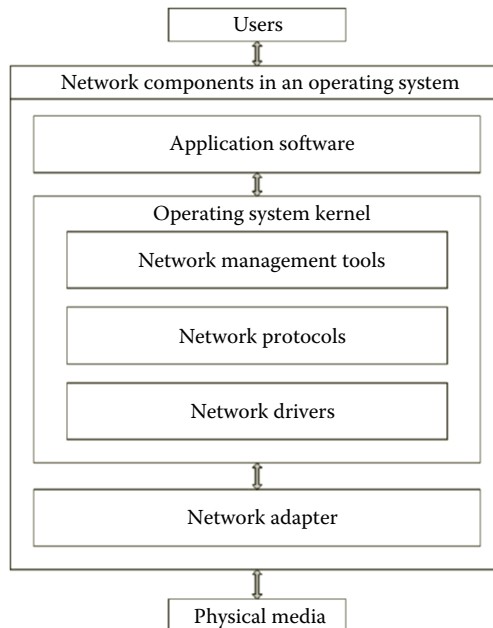 Users
Network components in an operating system
Application software
Operating system kernel
Network management tools
Network protocols
Network drivers
Network adapter
Physical media